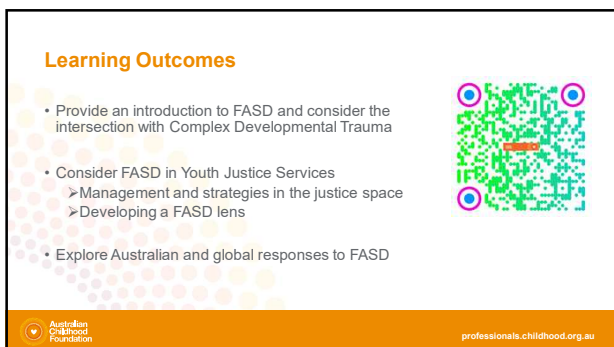 Learning Outcomes
• Provide an introduction to FASD and consider the
intersection with Complex Developmental Trauma
• Consider FASD in Youth Justice Services
➢Management and strategies in the justice space
➢Developing a FASD lens
• Explore Australian and global responses to FASD
Australian
Childhood
Foundation
professionals.childhood.org.au